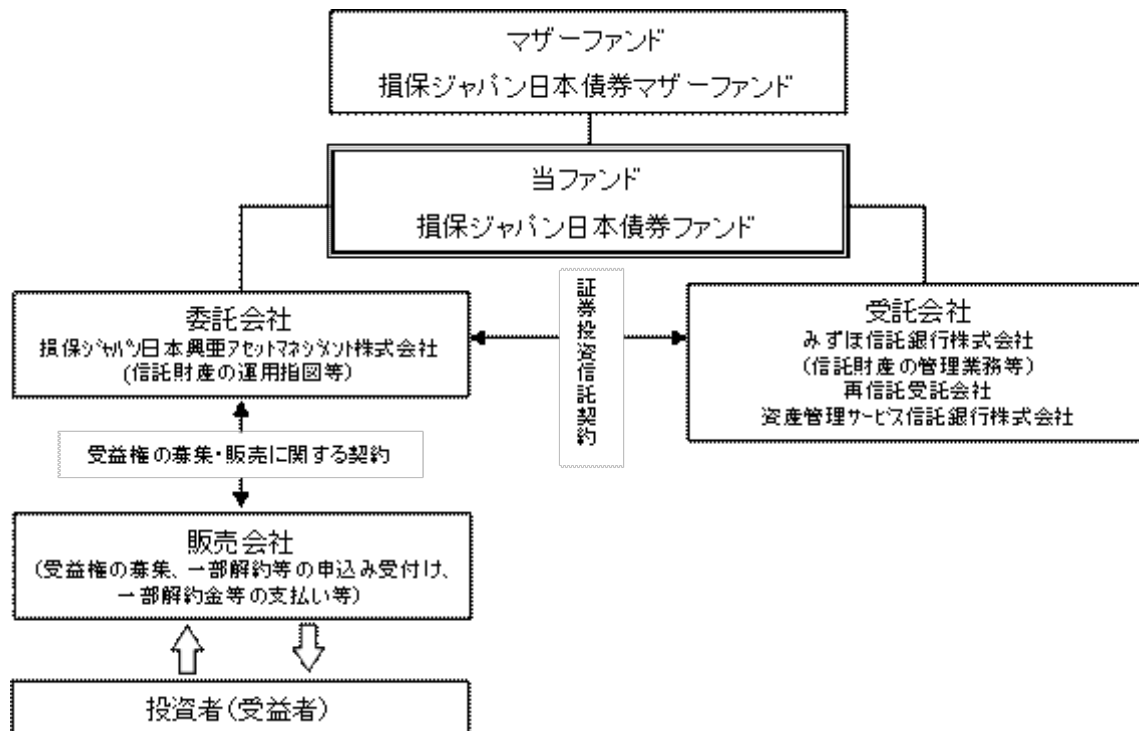 マザーファンド
損保ジャパン日本債券マザーファンド
当ファンド
損保ジャパン日本債券ファンド
委託会社
損保ジャパン日本興亜アセットマネジメント株式会社
(信託財産の運用指図等)
証券投資信託契約
受託会社
みずほ信託銀行株式会社
(信託財産の管理業務等)
再信託受託会社
資産管理サービス信託銀行株式会社
受益権の募集・販売に関する契約
販売会社
(受益権の募集、一部解約等の申込み受付け、
一部解約金等の支払い等)
投資者(受益者)